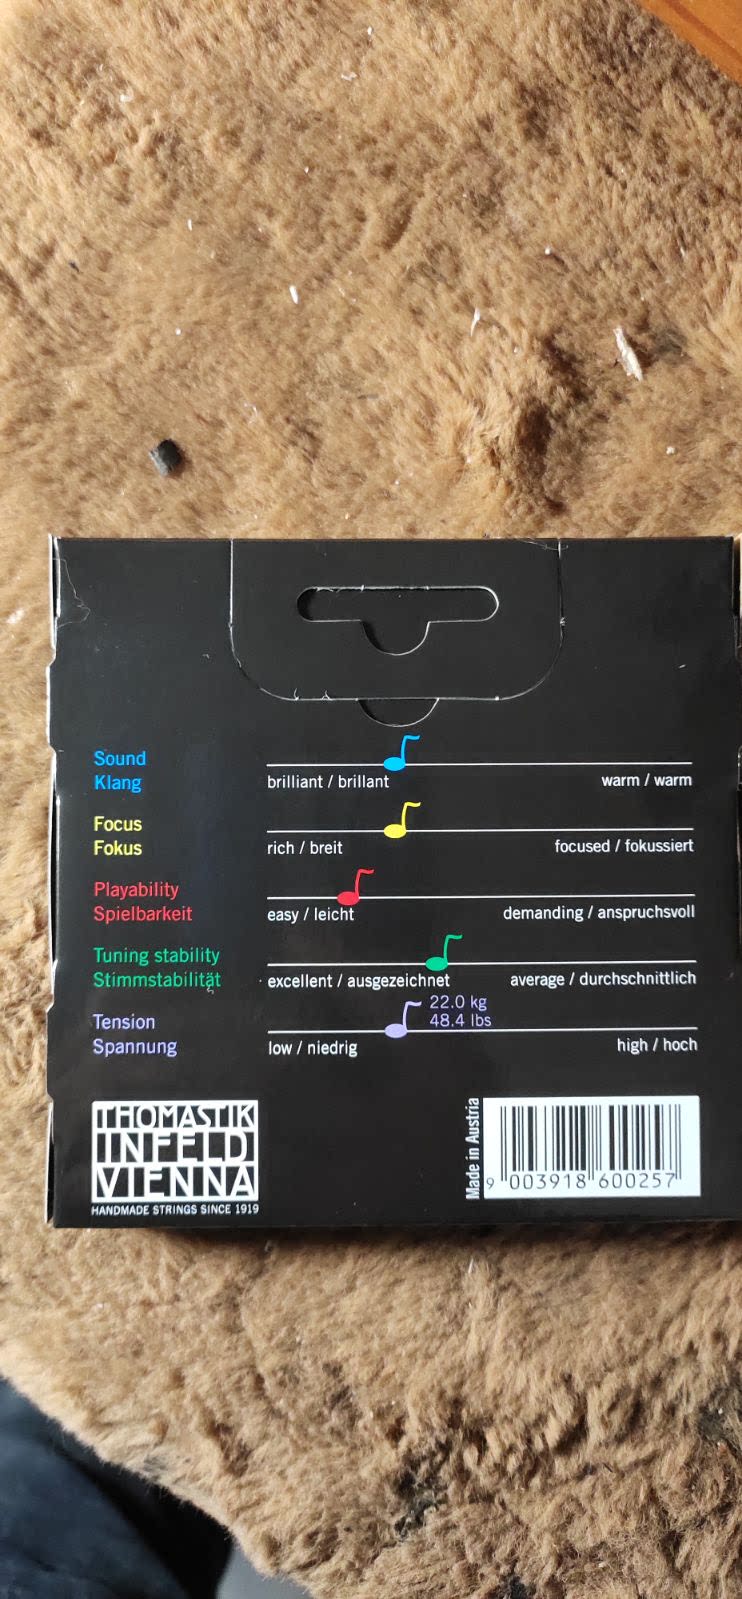 Sound
Klang
brilliant / brillant
warm / warm
Focus
Fokus
rich / breit
focused / fokussiert
Playability
Spielbarkeit
easy / leicht
demanding / anspruchsvoll
Tuning stability
Stimmstabilität
excellent / ausgezeichnet
average / durchschnittlich
Tension
Spannung
22.0 kg
48.4 lbs
low / niedrig
high / hoch
THOMASTIK
INFELD
VIENNA
HANDMADE STRINGS SINCE 1919
Made in Austria
9 003918 600257